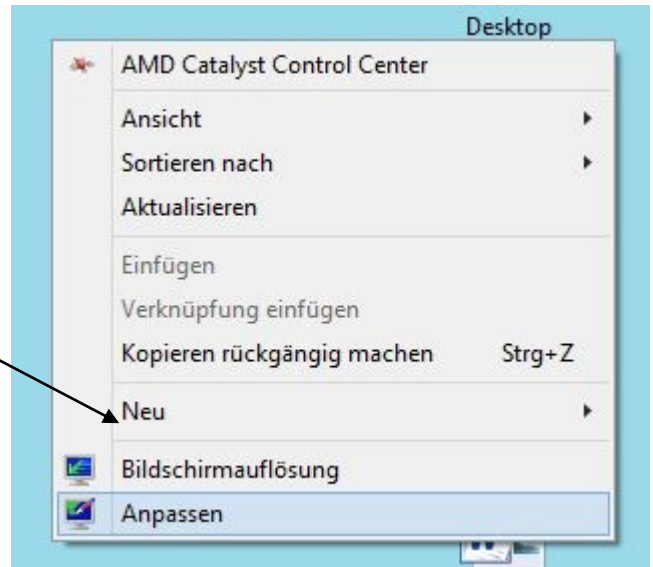 Desktop
AMD Catalyst Control Center
Ansicht
Sortieren nach
Aktualisieren
Einfügen
Verknüpfung einfügen
Kopieren rückgängig machen Strg+Z
Neu
Bildschirmauflösung
Anpassen